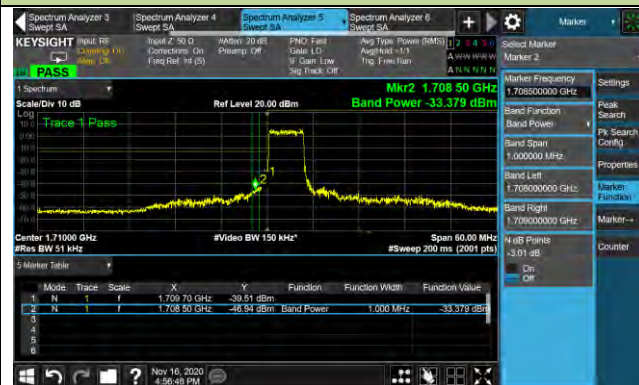 Spectrum Analyzer 3
Swept SA
Spectrum Analyzer 4
Swept SA
Spectrum Analyzer 5
Swept SA
Spectrum Analyzer 6
Swept SA
+
Marker
KEYSIGHT
Input: RF
Input Z: 50 Ω
#Atten: 20 dB
PNO: Fast
Avg Type: Power (RMS)
1 2 3 4 5 6
Corrections: On
Preamp: Off
Gate: LO
Avg|Hold:>1/1
Freq Ref: Int (S)
IF Gain: Low
Trig: Free Run
Sig Track: Off
PASS
1 Spectrum
Scale/Div 10 dB
Ref Level 20.00 dBm
Mkr2 1.708 50 GHz
Band Power -33.379 dBm
Log
Trace 1 Pass
1
2
Center 1.71000 GHz
#Video BW 150 kHz*
Span 60.00 MHz
#Res BW 51 kHz
#Sweep 200 ms (2001 pts)
5 Marker Table
Mode Trace Scale X Y Function Function Width Function Value
1 N 1 f 1.709 70 GHz -39.51 dBm
2 N 1 f 1.708 50 GHz -46.94 dBm Band Power 1.000 MHz -33.379 dBm
3
4
5
6
Nov 16, 2020
4:56:48 PM
Select Marker
Marker 2
Marker Frequency
1.708500000 GHz
Band Function
Band Power
Band Span
1.000000 MHz
Band Left
1.708000000 GHz
Band Right
1.709000000 GHz
N dB Points
-3.01 dB
On
Off
Settings
Peak
Search
Pk Search
Config
Properties
Marker
Function
Marker→
Counter